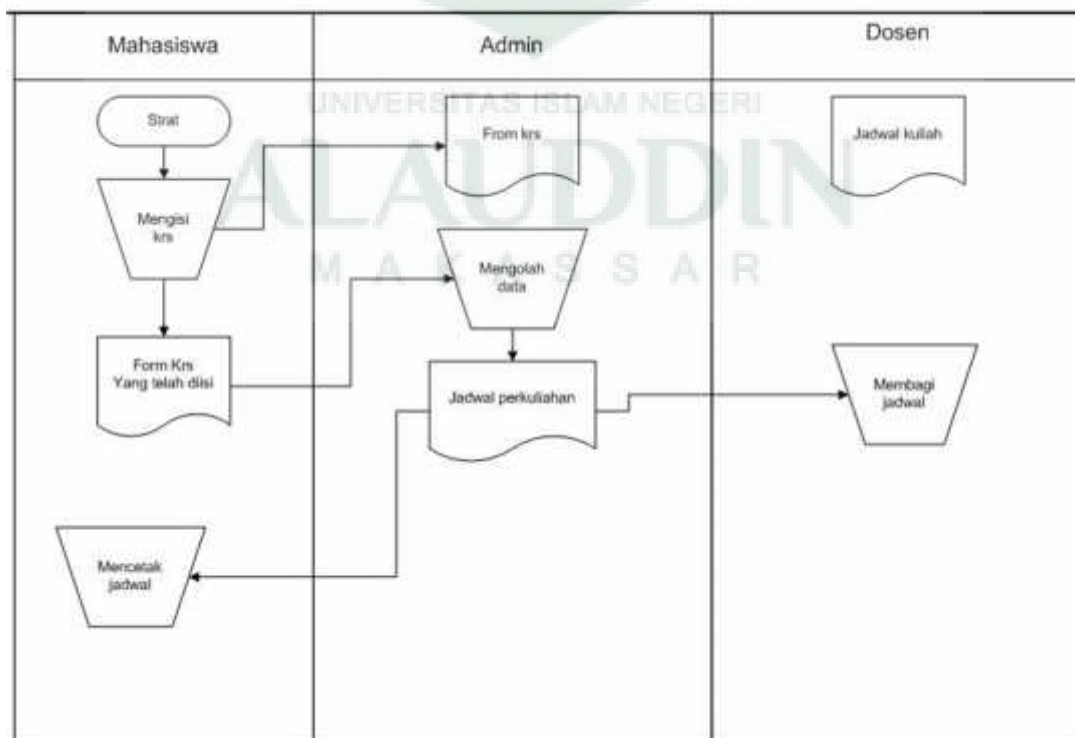 Mahasiswa
Admin
Dosen
UNIVERSITAS ISLAM NEGERI
ALAUDDIN
MAKASSAR
Strat
From krs
Jadwal kuliah
Mengisi
krs
Mengolah
data
Form Krs
Yang telah diisi
Jadwal perkuliahan
Membagi
jadwal
Mencetak
jadwal